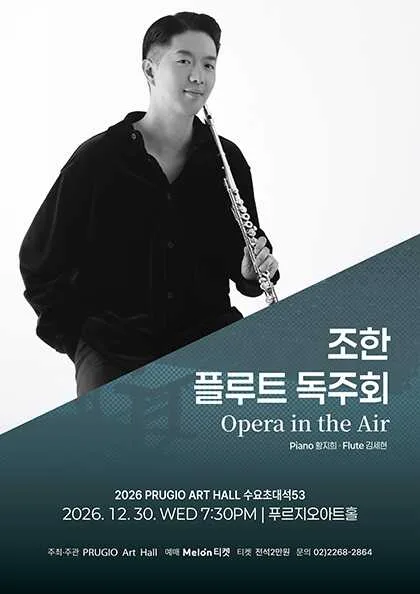 조한
플루트 독주회
Opera in the Air
Piano 황지희 · Flute 김세현
2026 PRUGIO ART HALL 수요초대석53
2026. 12. 30. WED 7:30PM | 푸르지오아트홀
주최·주관 PRUGIO Art Hall 예매 Melon티켓 티켓 전석2만원 문의 02)2268-2864